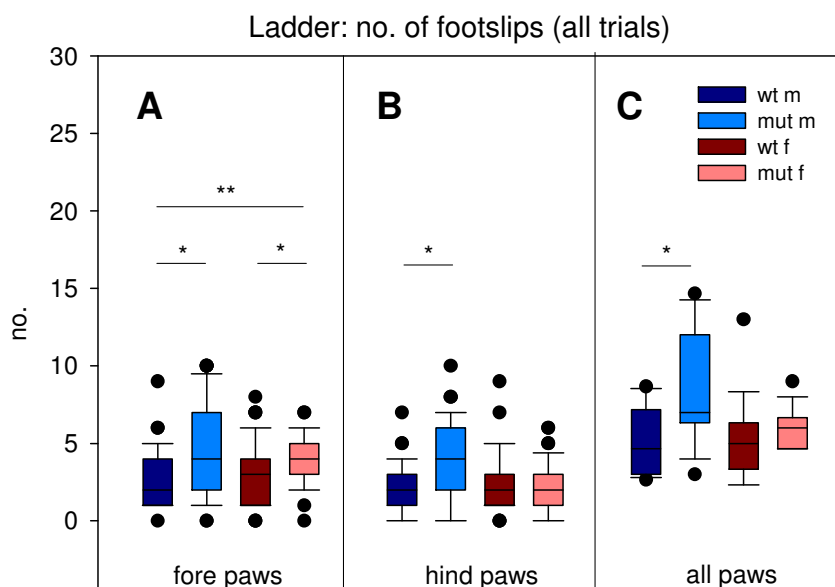 Ladder: no. of footslips (all trials)
30
25
20
15
10
5
0
no.
A
B
C
wt m
mut m
wt f
mut f
**
*
*
*
*
fore paws
hind paws
all paws